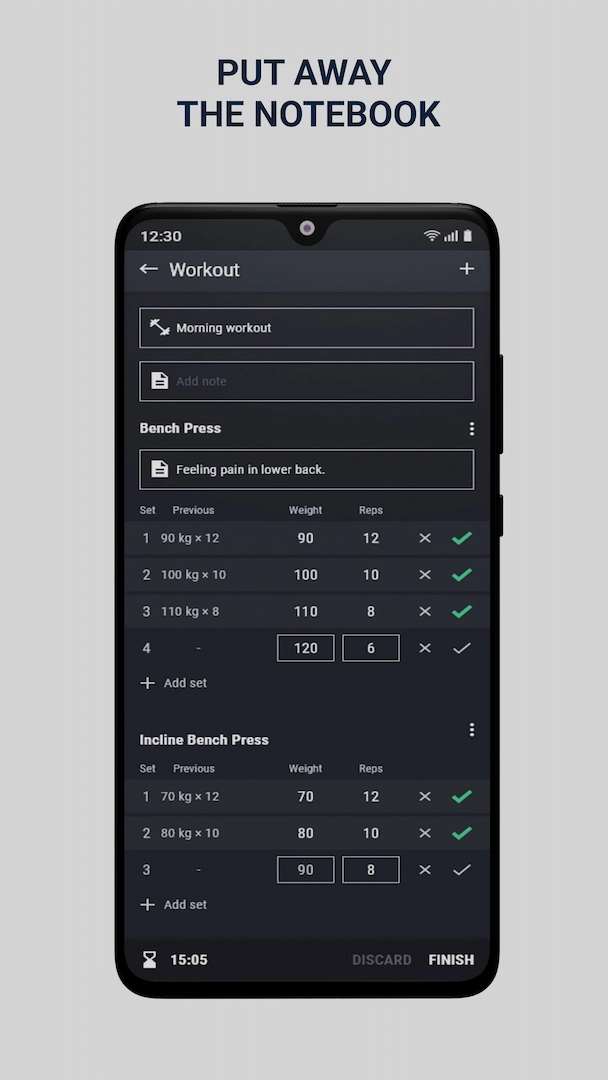 PUT AWAY
THE NOTEBOOK
12:30
Workout
Morning workout
Add note
Bench Press
Feeling pain in lower back.
Set Previous Weight Reps
1 90 kg × 12 90 12
2 100 kg × 10 100 10
3 110 kg × 8 110 8
4 - 120 6
Add set
Incline Bench Press
Set Previous Weight Reps
1 70 kg × 12 70 12
2 80 kg × 10 80 10
3 - 90 8
Add set
15:05 DISCARD FINISH